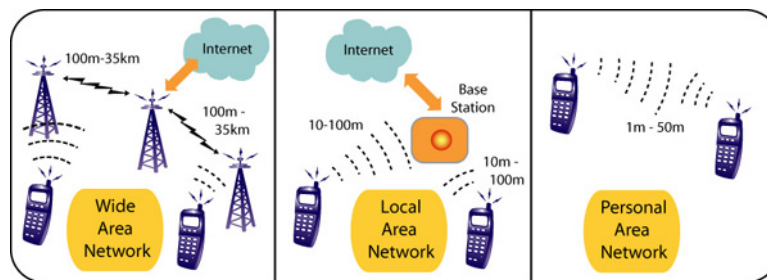 100m-35km
Internet
100m -
35km
Wide
Area
Network
Internet
Base
Station
10-100m
10m -
100m
Local
Area
Network
1m - 50m
Personal
Area
Network